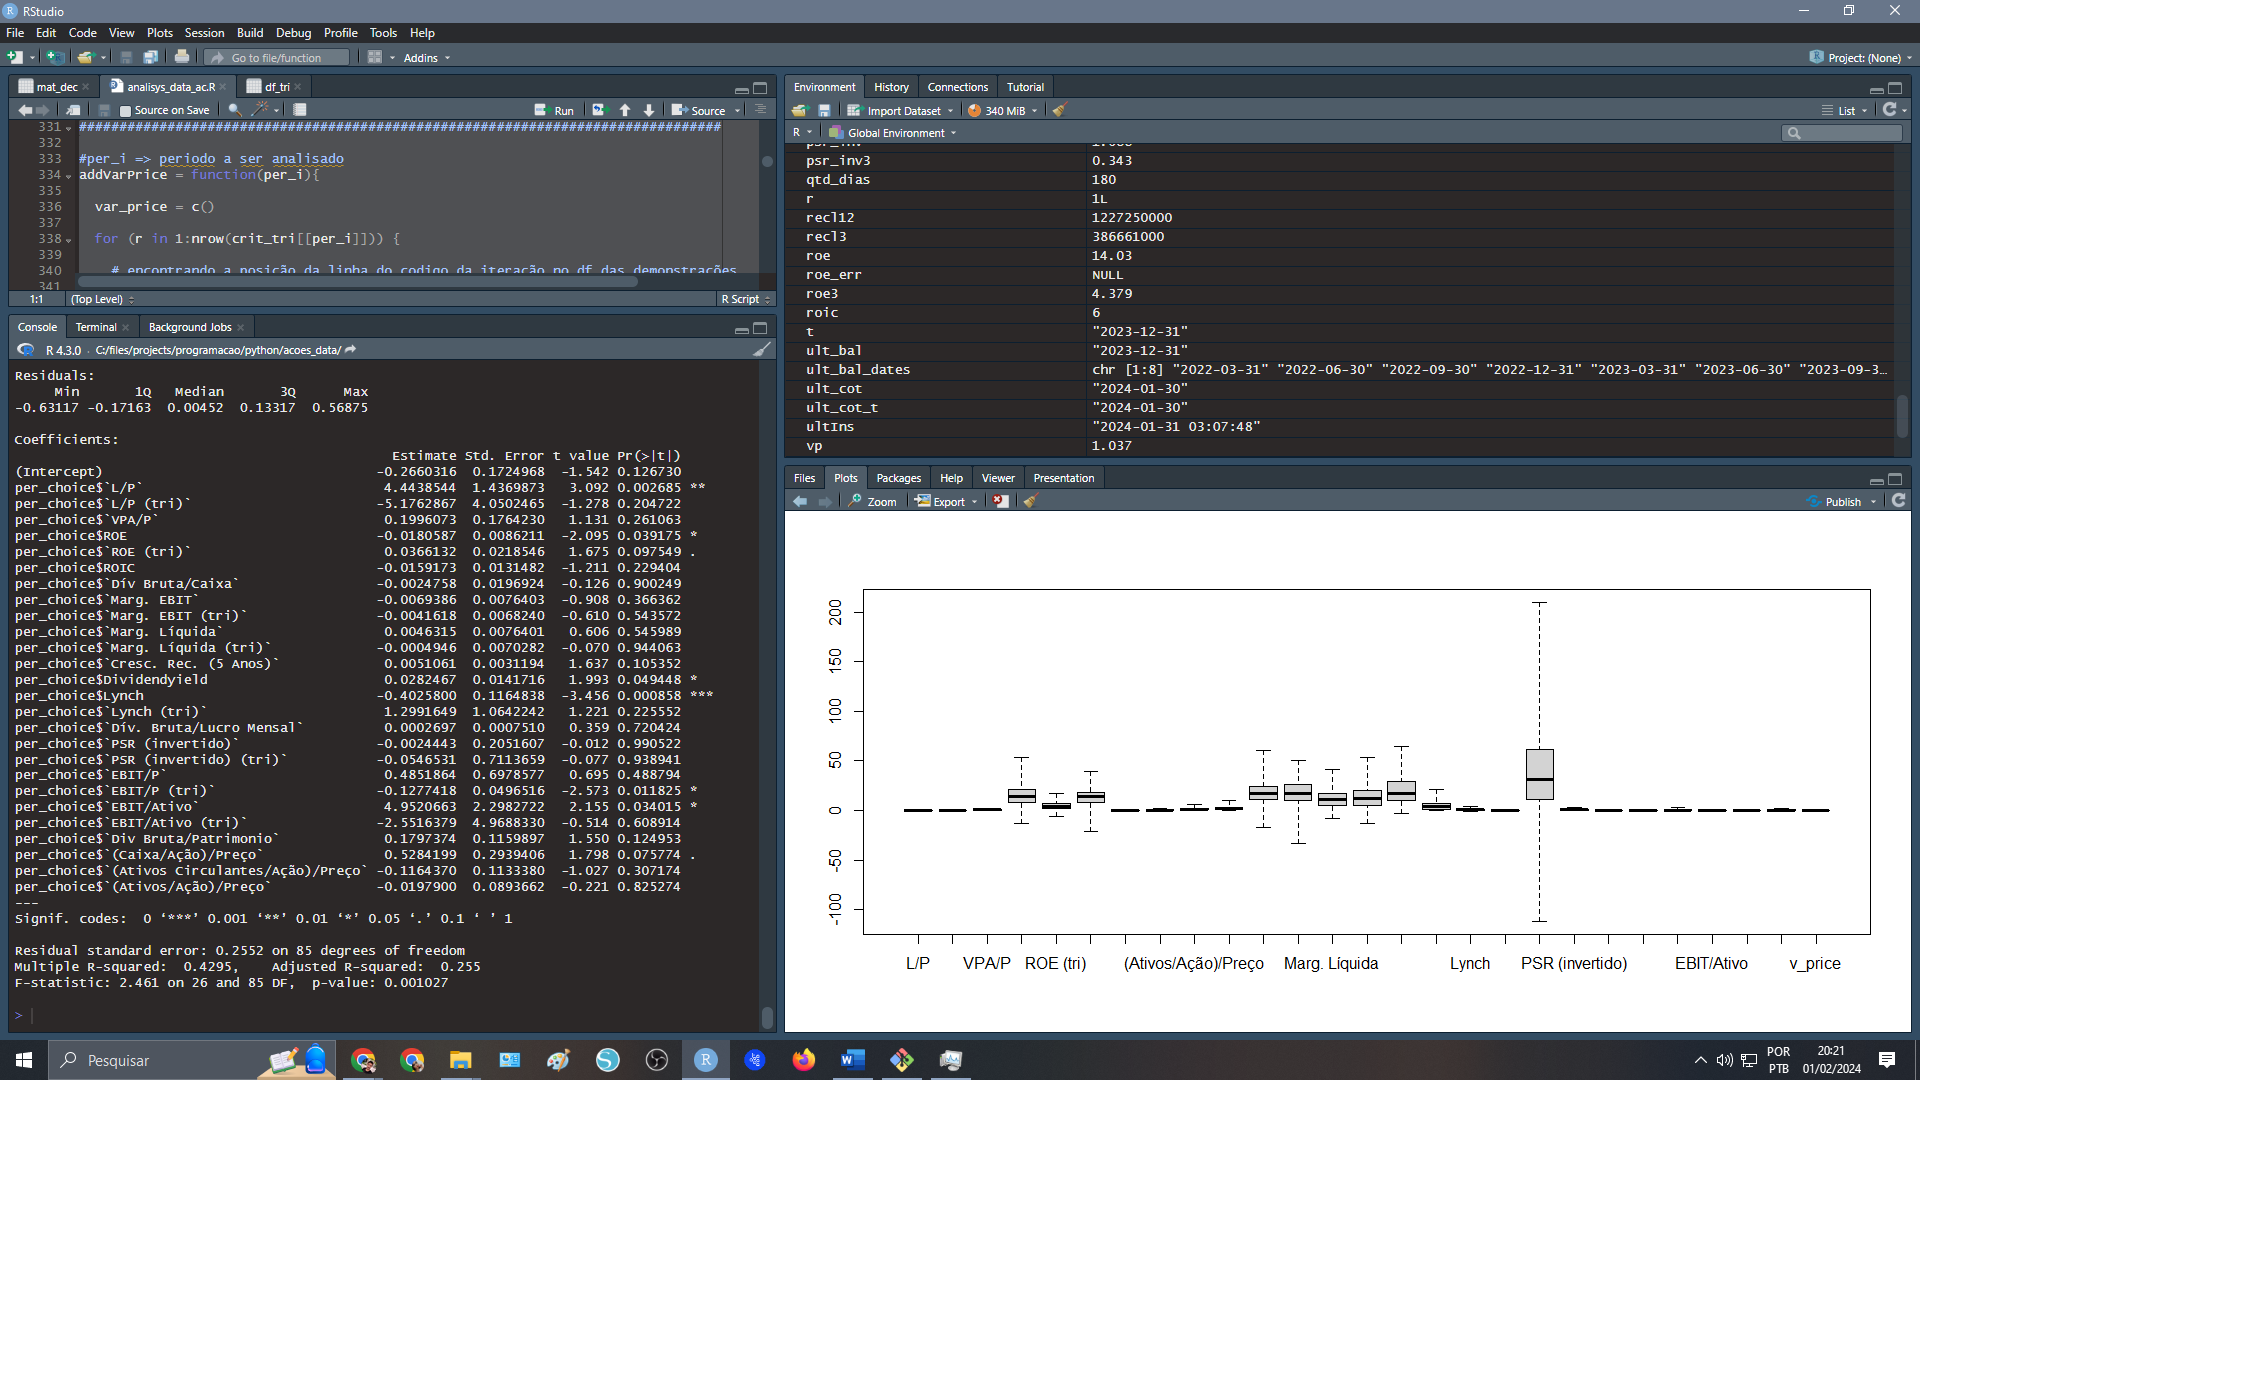 RStudio
File Edit Code View Plots Session Build Debug Profile Tools Help
Go to file/function Addins Project: (None)
mat_dec analisys_data_ac.R df_tri
Source on Save Run Source
331 ################################################################################
332
333 #per_i => periodo a ser analisado
334 addVarPrice = function(per_i){
335
336 var_price = c()
337
338 for (r in 1:nrow(crit_tri[[per_i]])) {
339
340 # encontrando a posição da linha do codigo da iteração no df das demonstrações
341
1:1 (Top Level) R Script
Console Terminal Background Jobs
R 4.3.0 · C:/files/projects/programacao/python/acoes_data/
Residuals:
Min 1Q Median 3Q Max
-0.63117 -0.17163 0.00452 0.13317 0.56875
Coefficients:
Estimate Std. Error t value Pr(>|t|)
(Intercept) -0.2660316 0.1724968 -1.542 0.126730
per_choice$`L/P` 4.4438544 1.4369873 3.092 0.002685 **
per_choice$`L/P (tri)` -5.1762867 4.0502465 -1.278 0.204722
per_choice$`VPA/P` 0.1996073 0.1764230 1.131 0.261063
per_choice$ROE -0.0180587 0.0086211 -2.095 0.039175 *
per_choice$`ROE (tri)` 0.0366132 0.0218546 1.675 0.097549 .
per_choice$ROIC -0.0159173 0.0131482 -1.211 0.229404
per_choice$`Dív Bruta/Caixa` -0.0024758 0.0196924 -0.126 0.900249
per_choice$`Marg. EBIT` -0.0069386 0.0076403 -0.908 0.366362
per_choice$`Marg. EBIT (tri)` -0.0041618 0.0068240 -0.610 0.543572
per_choice$`Marg. Líquida` 0.0046315 0.0076401 0.606 0.545989
per_choice$`Marg. Líquida (tri)` -0.0004946 0.0070282 -0.070 0.944063
per_choice$`Cresc. Rec. (5 Anos)` 0.0051061 0.0031194 1.637 0.105352
per_choice$Dividendyield 0.0282467 0.0141716 1.993 0.049448 *
per_choice$Lynch -0.4025800 0.1164838 -3.456 0.000858 ***
per_choice$`Lynch (tri)` 1.2991649 1.0642242 1.221 0.225552
per_choice$`Dív. Bruta/Lucro Mensal` 0.0002697 0.0007510 0.359 0.720424
per_choice$`PSR (invertido)` -0.0024443 0.2051607 -0.012 0.990522
per_choice$`PSR (invertido) (tri)` -0.0546531 0.7113659 -0.077 0.938941
per_choice$`EBIT/P` 0.4851864 0.6978577 0.695 0.488794
per_choice$`EBIT/P (tri)` -0.1277418 0.0496516 -2.573 0.011825 *
per_choice$`EBIT/Ativo` 4.9520663 2.2982722 2.155 0.034015 *
per_choice$`EBIT/Ativo (tri)` -2.5516379 4.9688330 -0.514 0.608914
per_choice$`Div Bruta/Patrimonio` 0.1797374 0.1159897 1.550 0.124953
per_choice$`(Caixa/Ação)/Preço` 0.5284199 0.2939406 1.798 0.075774 .
per_choice$`(Ativos Circulantes/Ação)/Preço` -0.1164370 0.1133380 -1.027 0.307174
per_choice$`(Ativos/Ação)/Preço` -0.0197900 0.0893662 -0.221 0.825274
---
Signif. codes: 0 ‘***’ 0.001 ‘**’ 0.01 ‘*’ 0.05 ‘.’ 0.1 ‘ ’ 1
Residual standard error: 0.2552 on 85 degrees of freedom
Multiple R-squared: 0.4295, Adjusted R-squared: 0.255
F-statistic: 2.461 on 26 and 85 DF, p-value: 0.001027
>
Environment History Connections Tutorial
Import Dataset 340 MiB List
R Global Environment
psr_inv3 0.343
qtd_dias 180
r 1L
recl12 1227250000
recl3 386661000
roe 14.03
roe_err NULL
roe3 4.379
roic 6
t "2023-12-31"
ult_bal "2023-12-31"
ult_bal_dates chr [1:8] "2022-03-31" "2022-06-30" "2022-09-30" "2022-12-31" "2023-03-31" "2023-06-30" "2023-09-3…
ult_cot "2024-01-30"
ult_cot_t "2024-01-30"
ultIns "2024-01-31 03:07:48"
vp 1.037
Files Plots Packages Help Viewer Presentation
Zoom Export Publish
200
150
100
50
0
-50
-100
L/P VPA/P ROE (tri) (Ativos/Ação)/Preço Marg. Líquida Lynch PSR (invertido) EBIT/Ativo v_price
Pesquisar
POR
PTB
20:21
01/02/2024